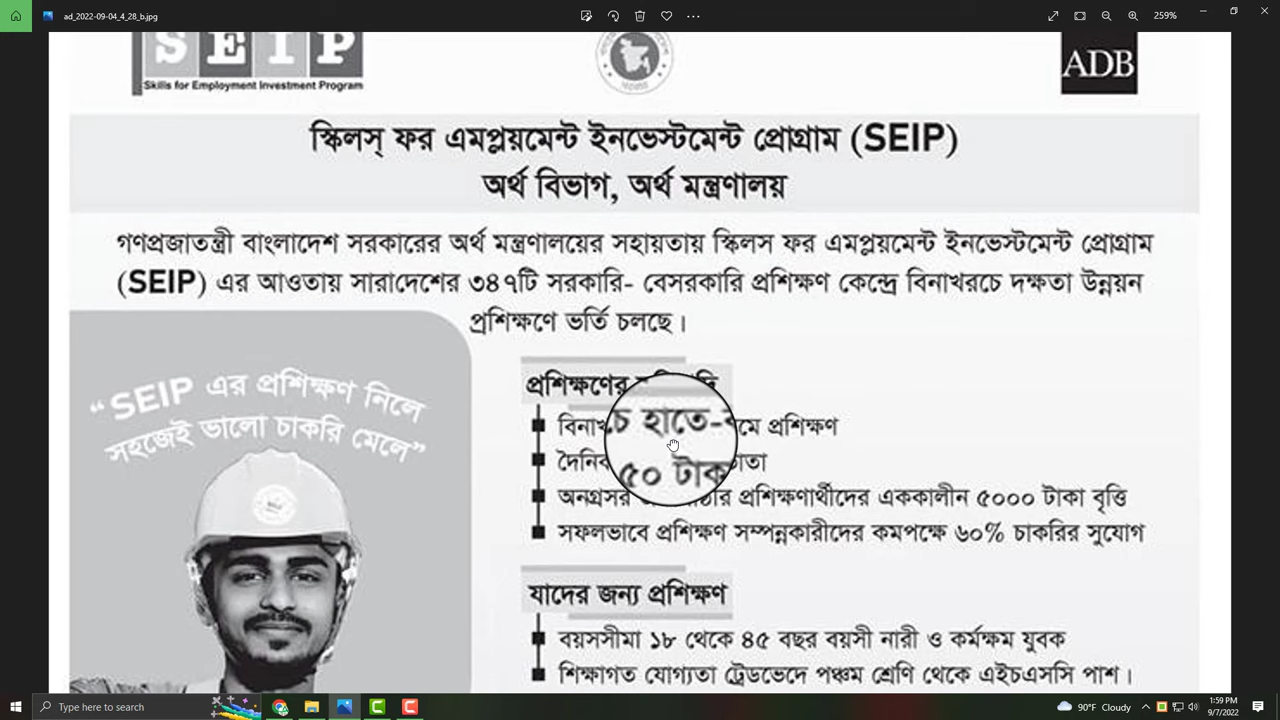 ad_2022-09-04_4_28_b.jpg
259%
SEIP
Skills for Employment Investment Program
ADB
স্কিলস্ ফর এমপ্লয়মেন্ট ইনভেস্টমেন্ট প্রোগ্রাম (SEIP)
অর্থ বিভাগ, অর্থ মন্ত্রণালয়
গণপ্রজাতন্ত্রী বাংলাদেশ সরকারের অর্থ মন্ত্রণালয়ের সহায়তায় স্কিলস ফর এমপ্লয়মেন্ট ইনভেস্টমেন্ট প্রোগ্রাম
(SEIP) এর আওতায় সারাদেশের ৩৪৭টি সরকারি- বেসরকারি প্রশিক্ষণ কেন্দ্রে বিনাখরচে দক্ষতা উন্নয়ন
প্রশিক্ষণে ভর্তি চলছে।
“SEIP এর প্রশিক্ষণ নিলে
সহজেই ভালো চাকরি মেলে”
প্রশিক্ষণের
হাতে- প্রশিক্ষণ
৫০
প্রশিক্ষণার্থীদের এককালীন ৫০০০ টাকা বৃত্তি
সফলভাবে প্রশিক্ষণ সম্পন্নকারীদের কমপক্ষে ৬০% চাকরির সুযোগ
যাদের জন্য প্রশিক্ষণ
বয়সসীমা ১৮ থেকে ৪৫ বছর বয়সী নারী ও কর্মক্ষম যুবক
শিক্ষাগত যোগ্যতা ট্রেডভেদে পঞ্চম শ্রেণি থেকে এইচএসসি পাশ।
Type here to search
90°F Cloudy
1:59 PM
9/7/2022